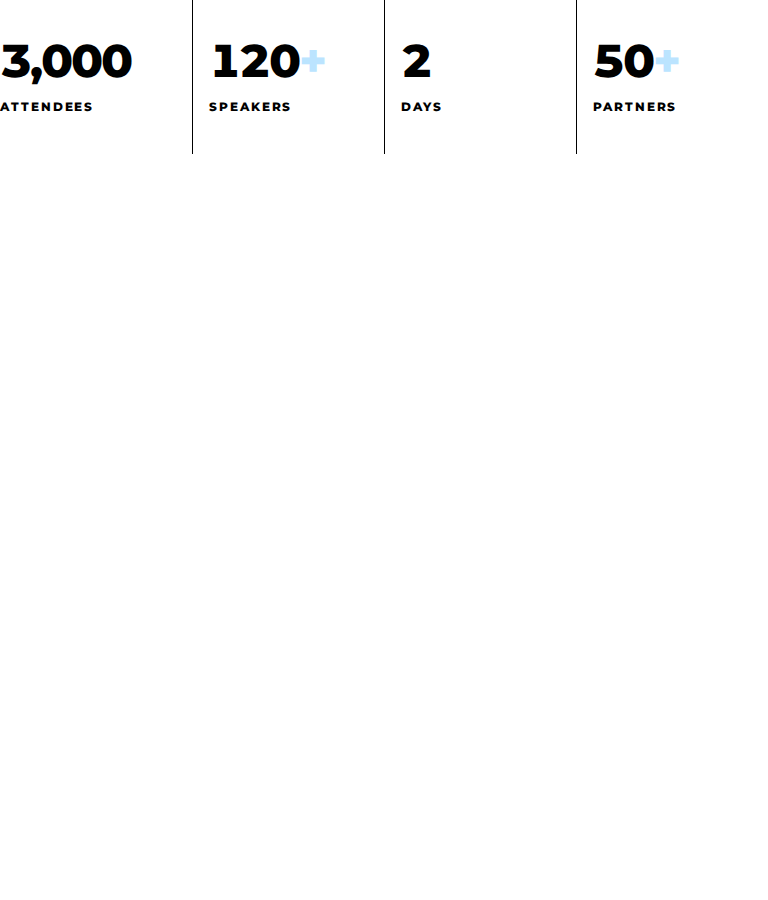 3,000
ATTENDEES
120+
SPEAKERS
2
DAYS
50+
PARTNERS